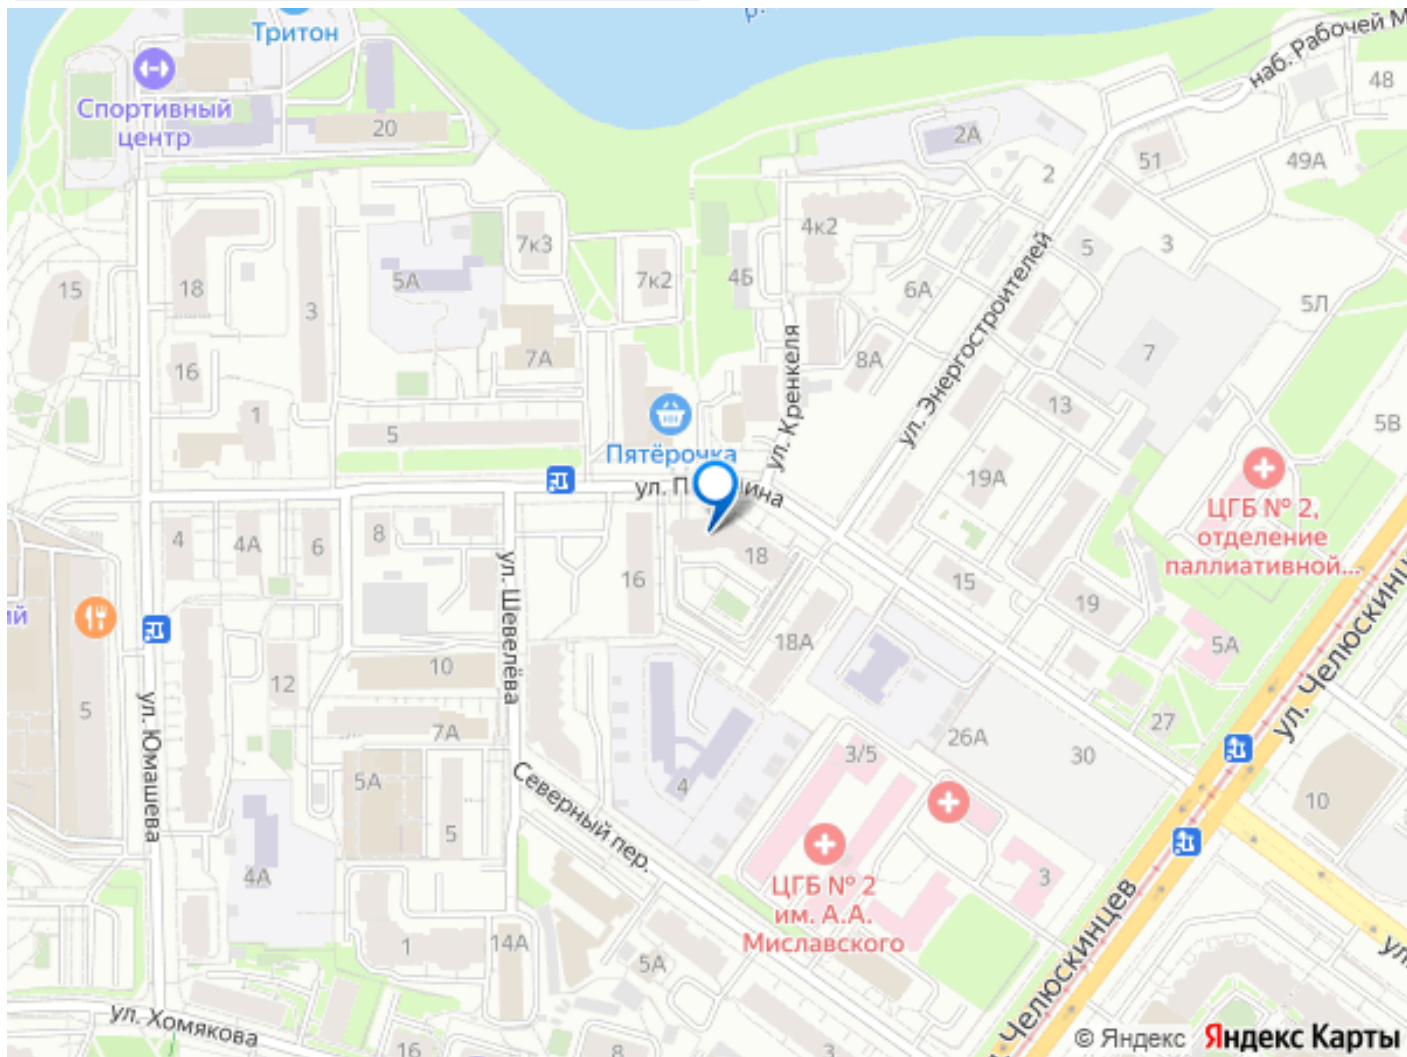 р.
Тритон
наб. Рабочей М
48
Спортивный
центр
20
2А
51
49А
2
7к3
4к2
5
3
5А
7к2
4Б
6А
15
18
3
5Л
7А
8А
7
16
ул. Кренкеля
ул. Энергостроителей
1
5
13
5В
Пятёрочка
19А
ЦГБ № 2,
отделение
паллиативной...
ул. П
ина
4
4А
6
8
16
18
15
19
ул. Шевелёва
ий
10
18А
5А
12
5
7А
27
26А
30
3/5
ул. Юмашева
5А
4
10
5
Северный пер.
ул. Челюскинце
4А
3
ЦГБ № 2
им. А.А.
Миславского
1
14А
5А
Челюскинцев
ул.
ул. Хомякова
16
8
3
© Яндекс Яндекс Карты